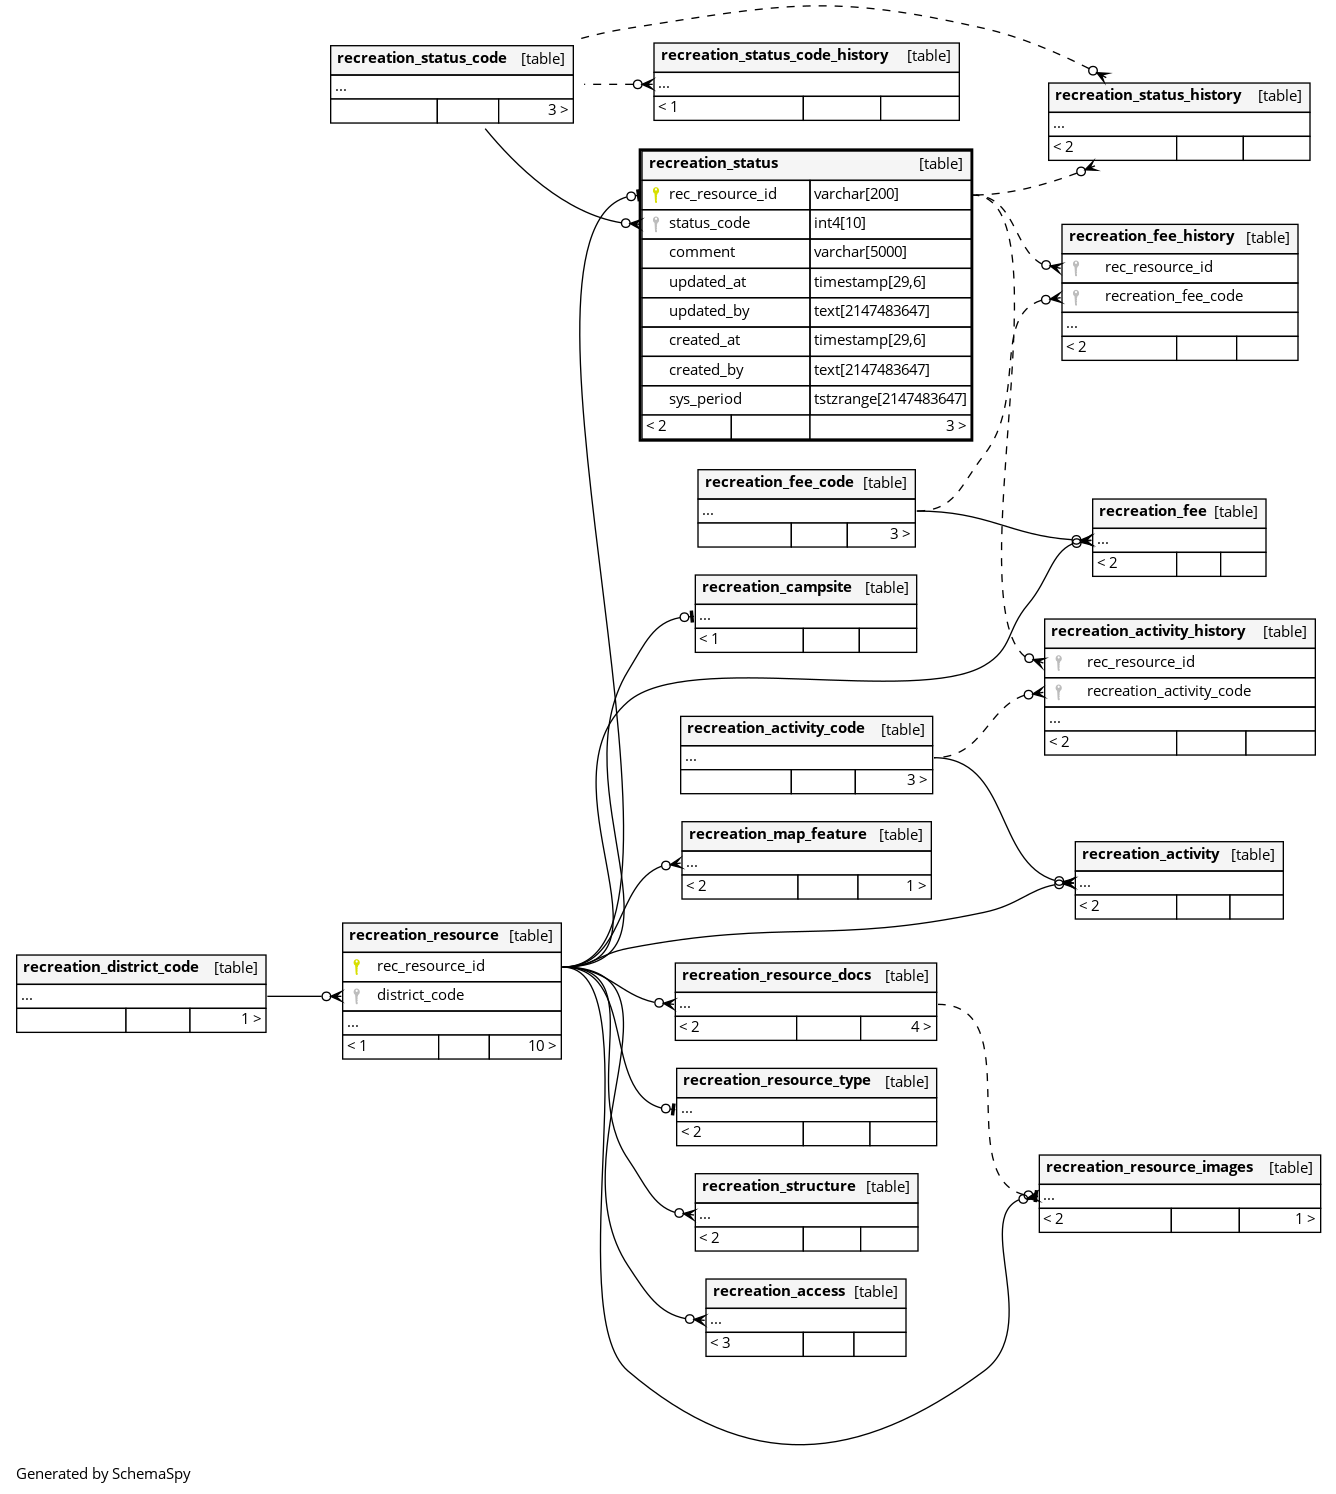 recreation_status_code [table]
...
3 >
recreation_status_code_history [table]
...
< 1
recreation_status_history [table]
...
< 2
recreation_status [table]
rec_resource_id varchar[200]
status_code int4[10]
comment varchar[5000]
updated_at timestamp[29,6]
updated_by text[2147483647]
created_at timestamp[29,6]
created_by text[2147483647]
sys_period tstzrange[2147483647]
< 2 3 >
recreation_fee_history [table]
rec_resource_id
recreation_fee_code
...
< 2
recreation_fee_code [table]
...
3 >
recreation_fee [table]
...
< 2
recreation_campsite [table]
...
< 1
recreation_activity_history [table]
rec_resource_id
recreation_activity_code
...
< 2
recreation_activity_code [table]
...
3 >
recreation_map_feature [table]
...
< 2 1 >
recreation_activity [table]
...
< 2
recreation_district_code [table]
...
1 >
recreation_resource [table]
rec_resource_id
district_code
...
< 1 10 >
recreation_resource_docs [table]
...
< 2 4 >
recreation_resource_type [table]
...
< 2
recreation_resource_images [table]
...
< 2 1 >
recreation_structure [table]
...
< 2
recreation_access [table]
...
< 3
Generated by SchemaSpy